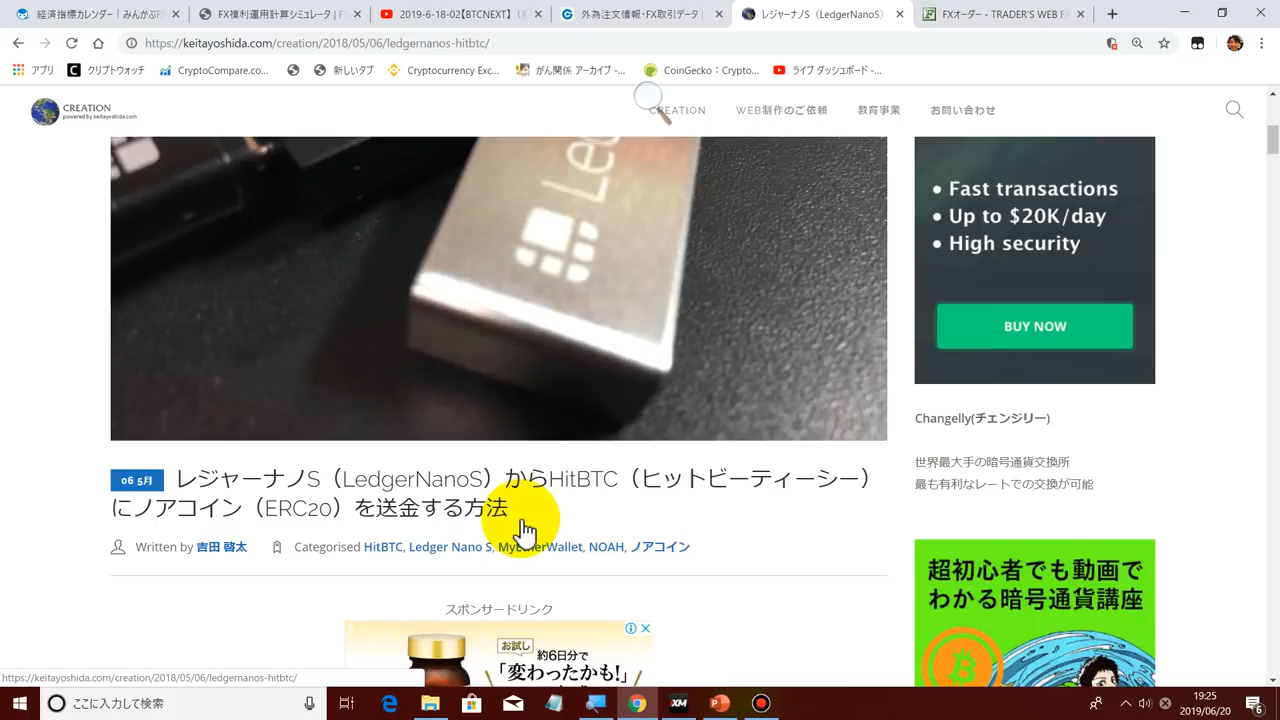 経済指標カレンダー | みんかぶF
FX複利運用計算シミュレータ | F
2019-6-18-02【BTCNEXT】(
外為注文情報・FX取引データ |
レジャーナノS（LedgerNanoS）
FXオーダー - TRADER'S WEB F
https://keitayoshida.com/creation/2018/05/06/ledgernanos-hitbtc/
アプリ
クリプトウォッチ
CryptoCompare.co...
新しいタブ
Cryptocurrency Exc...
がん関係 アーカイブ -...
CoinGecko：Crypto...
ライブ ダッシュボード -...
CREATION
powered by keitayoshida.com
CREATION
WEB制作のご依頼
教育事業
お問い合わせ
Led
● Fast transactions
● Up to $20K/day
● High security
BUY NOW
Changelly(チェンジリー)
世界最大手の暗号通貨交換所
最も有利なレートでの交換が可能
06 5月
レジャーナノS（LedgerNanoS）からHitBTC（ヒットビーティーシー）
にノアコイン（ERC20）を送金する方法
Written by 吉田 啓太
Categorised HitBTC, Ledger Nano S, MyEtherWallet, NOAH, ノアコイン
スポンサードリンク
お試し
約6日分で
「変わったかも!」
超初心者でも動画で
わかる暗号通貨講座
https://keitayoshida.com/creation/2018/05/06/ledgernanos-hitbtc/
ここに入力して検索
XM
19:25
2019/06/20
6